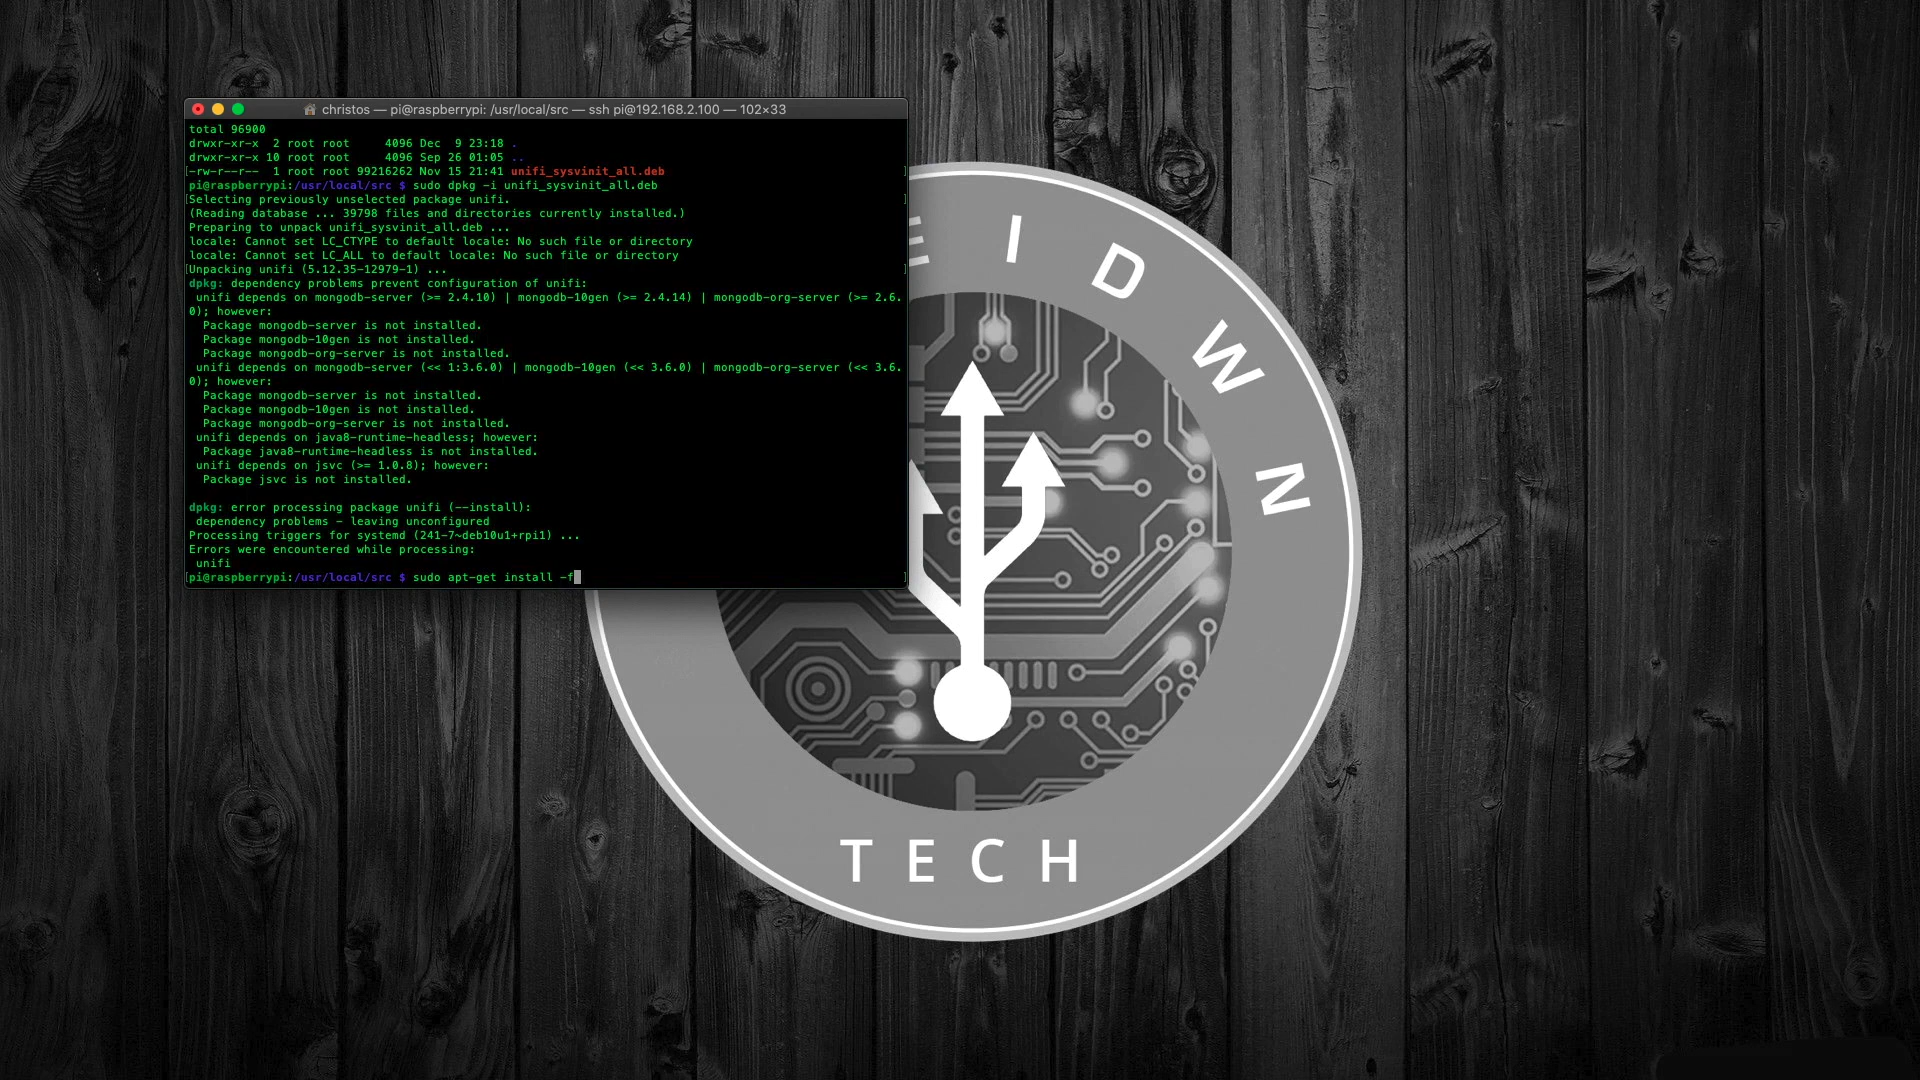 christos — pi@raspberrypi: /usr/local/src — ssh pi@192.168.2.100 — 102×33
total 96900
drwxr-xr-x  2 root root     4096 Dec  9 23:18 .
drwxr-xr-x 10 root root     4096 Sep 26 01:05 ..
[-rw-r--r--  1 root root 99216262 Nov 15 21:41 unifi_sysvinit_all.deb ]
pi@raspberrypi:/usr/local/src $ sudo dpkg -i unifi_sysvinit_all.deb
[Selecting previously unselected package unifi. ]
(Reading database ... 39798 files and directories currently installed.)
Preparing to unpack unifi_sysvinit_all.deb ...
locale: Cannot set LC_CTYPE to default locale: No such file or directory
locale: Cannot set LC_ALL to default locale: No such file or directory
[Unpacking unifi (5.12.35-12979-1) ... ]
dpkg: dependency problems prevent configuration of unifi:
 unifi depends on mongodb-server (>= 2.4.10) | mongodb-10gen (>= 2.4.14) | mongodb-org-server (>= 2.6.
0); however:
  Package mongodb-server is not installed.
  Package mongodb-10gen is not installed.
  Package mongodb-org-server is not installed.
 unifi depends on mongodb-server (<< 1:3.6.0) | mongodb-10gen (<< 3.6.0) | mongodb-org-server (<< 3.6.
0); however:
  Package mongodb-server is not installed.
  Package mongodb-10gen is not installed.
  Package mongodb-org-server is not installed.
 unifi depends on java8-runtime-headless; however:
  Package java8-runtime-headless is not installed.
 unifi depends on jsvc (>= 1.0.8); however:
  Package jsvc is not installed.
dpkg: error processing package unifi (--install):
 dependency problems - leaving unconfigured
Processing triggers for systemd (241-7~deb10u1+rpi1) ...
Errors were encountered while processing:
 unifi
[pi@raspberrypi:/usr/local/src $ sudo apt-get install -f ]
EIDWN
TECH